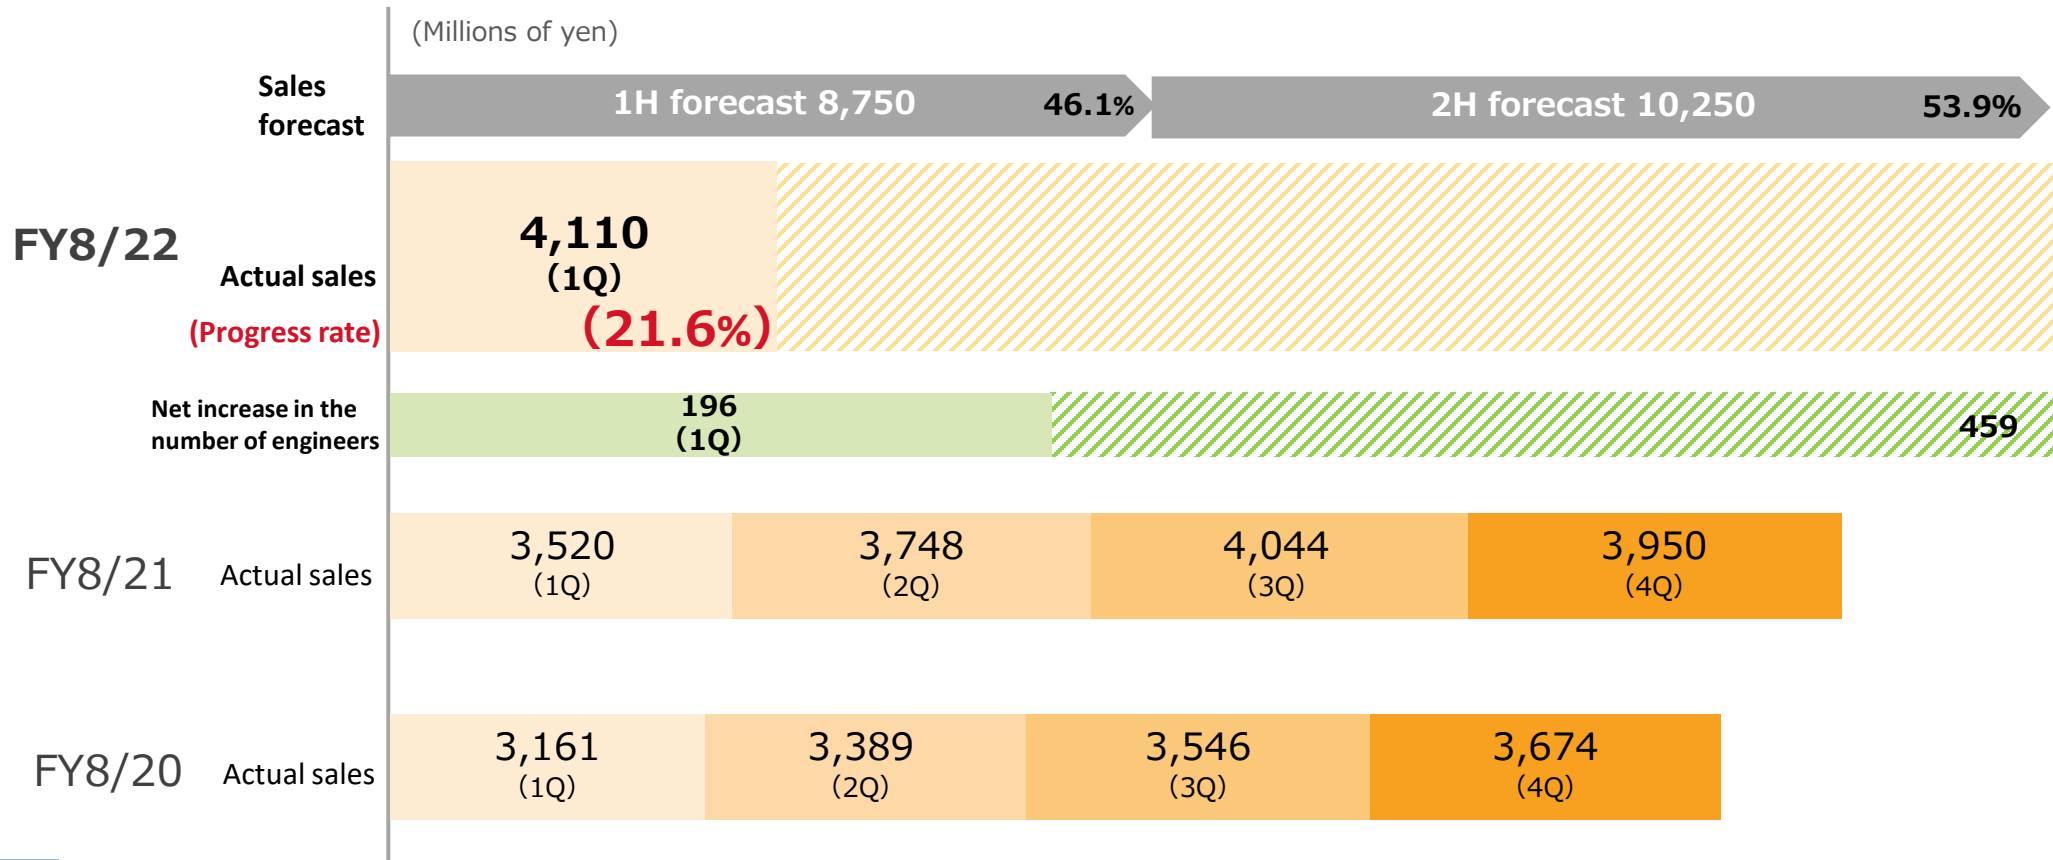 (Millions of yen)
Sales
forecast
1H forecast 8,750
46.1%
2H forecast 10,250
53.9%
FY8/22
Actual sales
(Progress rate)
4,110
(1Q)
(21.6%)
Net increase in the
number of engineers
196
(1Q)
459
FY8/21
Actual sales
3,520
(1Q)
3,748
(2Q)
4,044
(3Q)
3,950
(4Q)
FY8/20
Actual sales
3,161
(1Q)
3,389
(2Q)
3,546
(3Q)
3,674
(4Q)